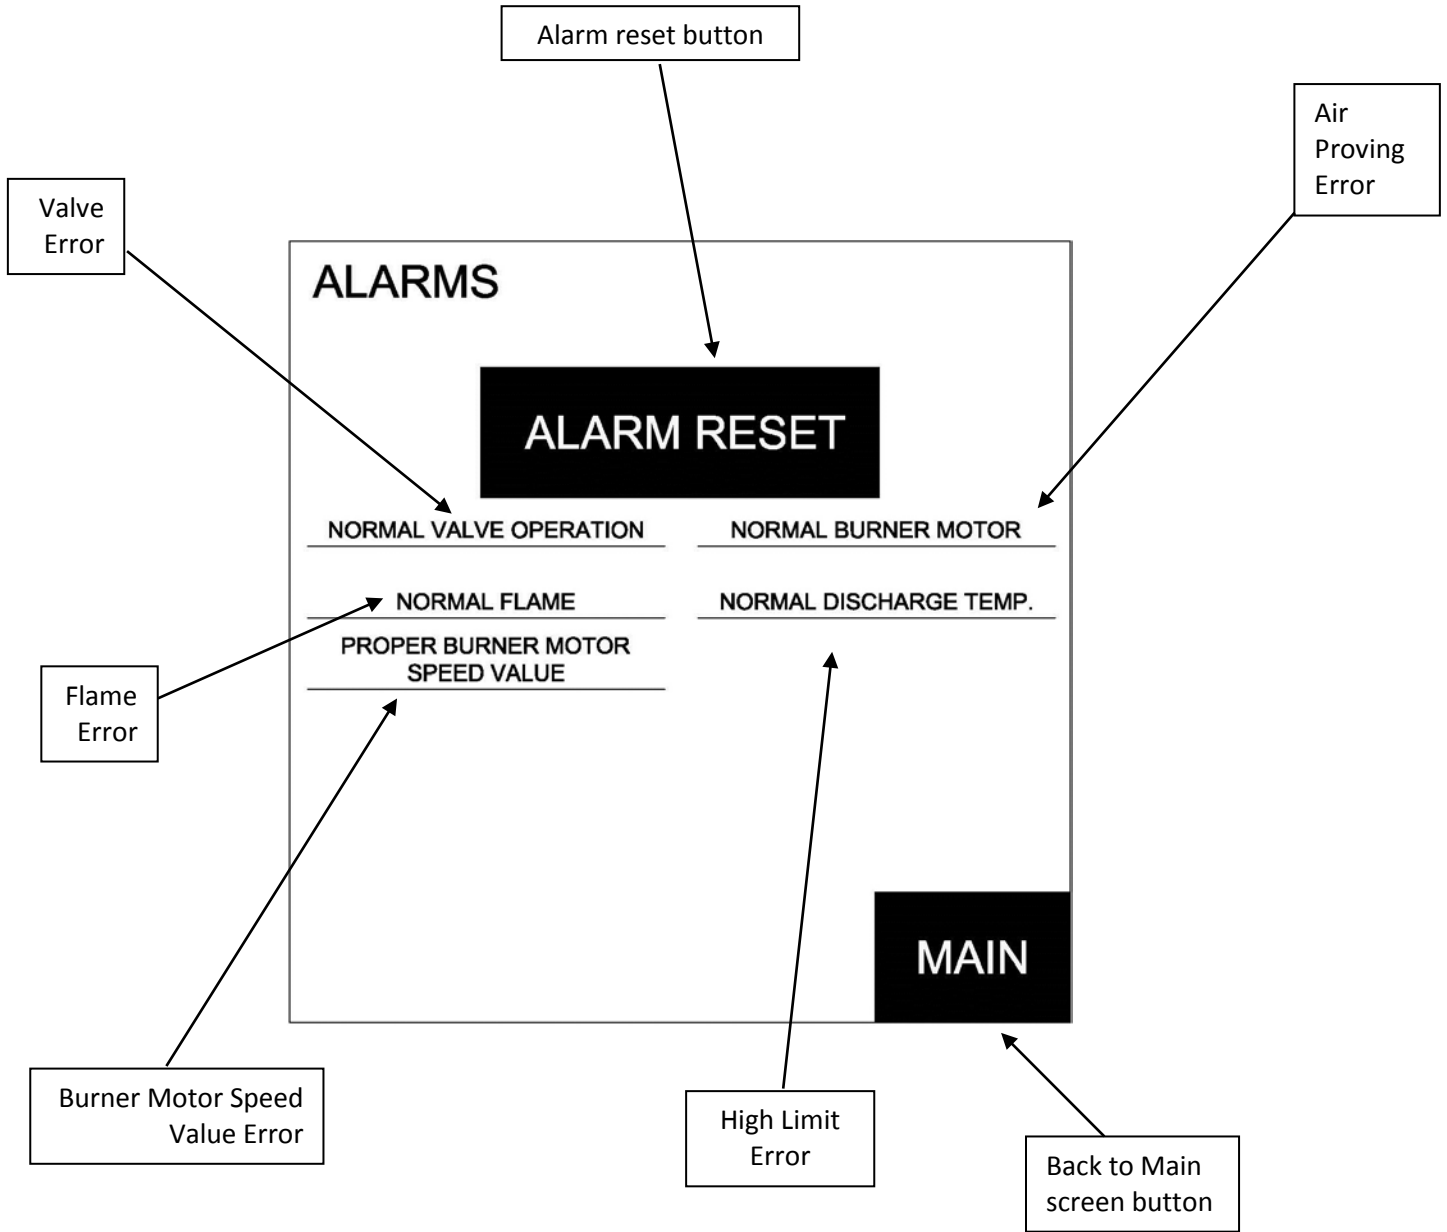 Alarm reset button
Air
Proving
Error
Valve
Error
ALARMS
ALARM RESET
NORMAL VALVE OPERATION
NORMAL BURNER MOTOR
NORMAL FLAME
NORMAL DISCHARGE TEMP.
PROPER BURNER MOTOR
SPEED VALUE
Flame
Error
MAIN
Burner Motor Speed
Value Error
High Limit
Error
Back to Main
screen button